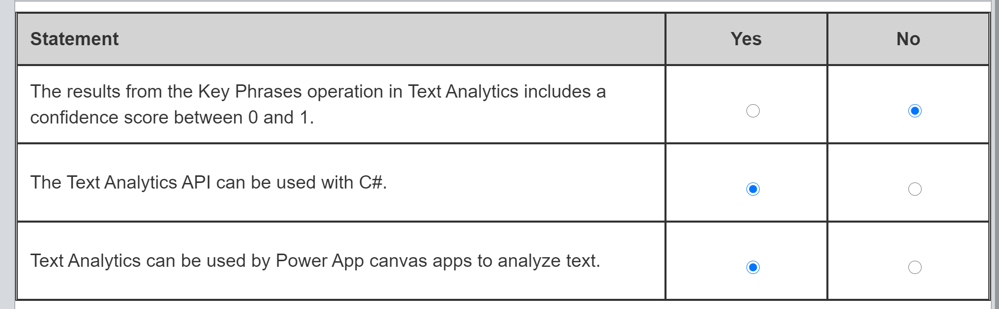 Statement Yes No
The results from the Key Phrases operation in Text Analytics includes a
confidence score between 0 and 1.
The Text Analytics API can be used with C#.
Text Analytics can be used by Power App canvas apps to analyze text.